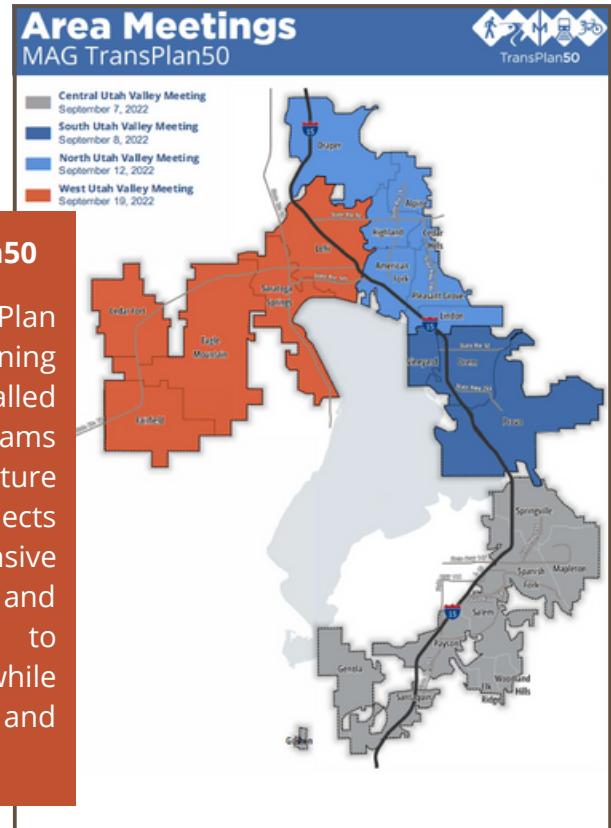 Area Meetings
MAG TransPlan50
TransPlan50
Central Utah Valley Meeting
September 7, 2022
South Utah Valley Meeting
September 8, 2022
North Utah Valley Meeting
September 12, 2022
West Utah Valley Meeting
September 19, 2022
n50
Plan
ning
alled
ams
ture
jects
nsive
and
to
while
and
15
Draper
Alpine
Highland
Cedar
Hills
Lehi
American
Fork
Pleasant Grove
Saratoga
Springs
Lindon
15
Cedar Fort
Eagle
Mountain
Vineyard
Orem
Fairfield
Provo
Springville
Spanish
Fork
Mapleton
15
Salem
Payson
Genola
Woodland
Hills
Elk
Ridge
Santaquin
Goshen